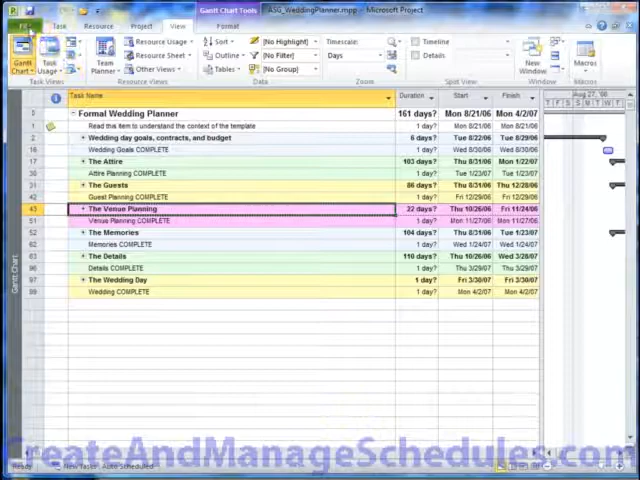 Gantt Chart Tools ASG_WeddingPlanner.mpp - Microsoft Project
File Task Resource Project View Format
Gantt Chart Task Usage Team Planner Resource Usage Resource Sheet Other Views Sort Outline Tables [No Highlight] [No Filter] [No Group] Timescale: Days Timeline Details New Window Macros
Task Views Resource Views Data Zoom Split View Window Macros
Task Name Duration Start Finish Aug 27, '06
T F S S M T W T
0 Formal Wedding Planner 161 days? Mon 8/21/06 Mon 4/2/07
1 Read this item to understand the context of the template 1 day? Mon 8/21/06 Mon 8/21/06
2 Wedding day goals, contracts, and budget 6 days? Tue 8/22/06 Tue 8/29/06
16 Wedding Goals COMPLETE 1 day? Wed 8/30/06 Wed 8/30/06
17 The Attire 103 days? Thu 8/31/06 Mon 1/22/07
30 Attire Planning COMPLETE 1 day? Tue 1/23/07 Tue 1/23/07
31 The Guests 86 days? Thu 8/31/06 Thu 12/28/06
42 Guest Planning COMPLETE 1 day? Fri 12/29/06 Fri 12/29/06
43 The Venue Planning 22 days? Thu 10/26/06 Fri 11/24/06
51 Venue Planning COMPLETE 1 day? Mon 11/27/06 Mon 11/27/06
52 The Memories 104 days? Thu 8/31/06 Tue 1/23/07
62 Memories COMPLETE 1 day? Wed 1/24/07 Wed 1/24/07
63 The Details 110 days? Thu 10/26/06 Wed 3/28/07
96 Details COMPLETE 1 day? Thu 3/29/07 Thu 3/29/07
97 The Wedding Day 1 day? Fri 3/30/07 Fri 3/30/07
99 Wedding COMPLETE 1 day? Mon 4/2/07 Mon 4/2/07
Gantt Chart
CreateAndManageSchedules.com
Ready New Tasks : Auto Scheduled